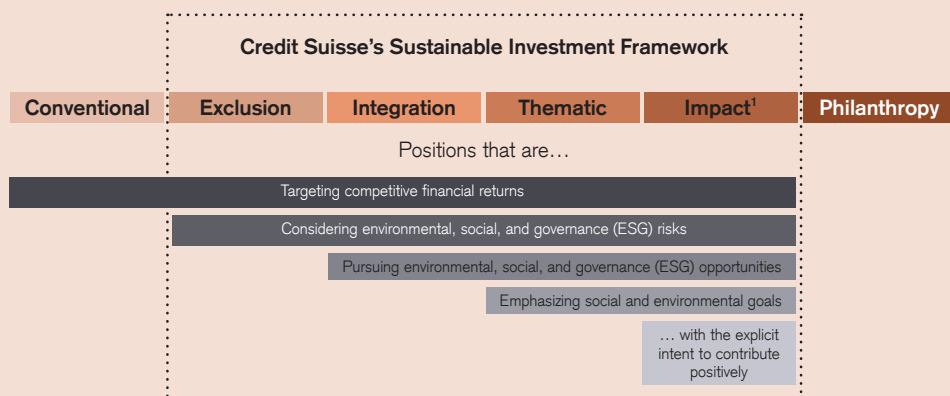 Credit Suisse's Sustainable Investment Framework
Conventional Exclusion Integration Thematic Impact¹ Philanthropy
Positions that are…
Targeting competitive financial returns
Considering environmental, social, and governance (ESG) risks
Pursuing environmental, social, and governance (ESG) opportunities
Emphasizing social and environmental goals
… with the explicit
intent to contribute
positively